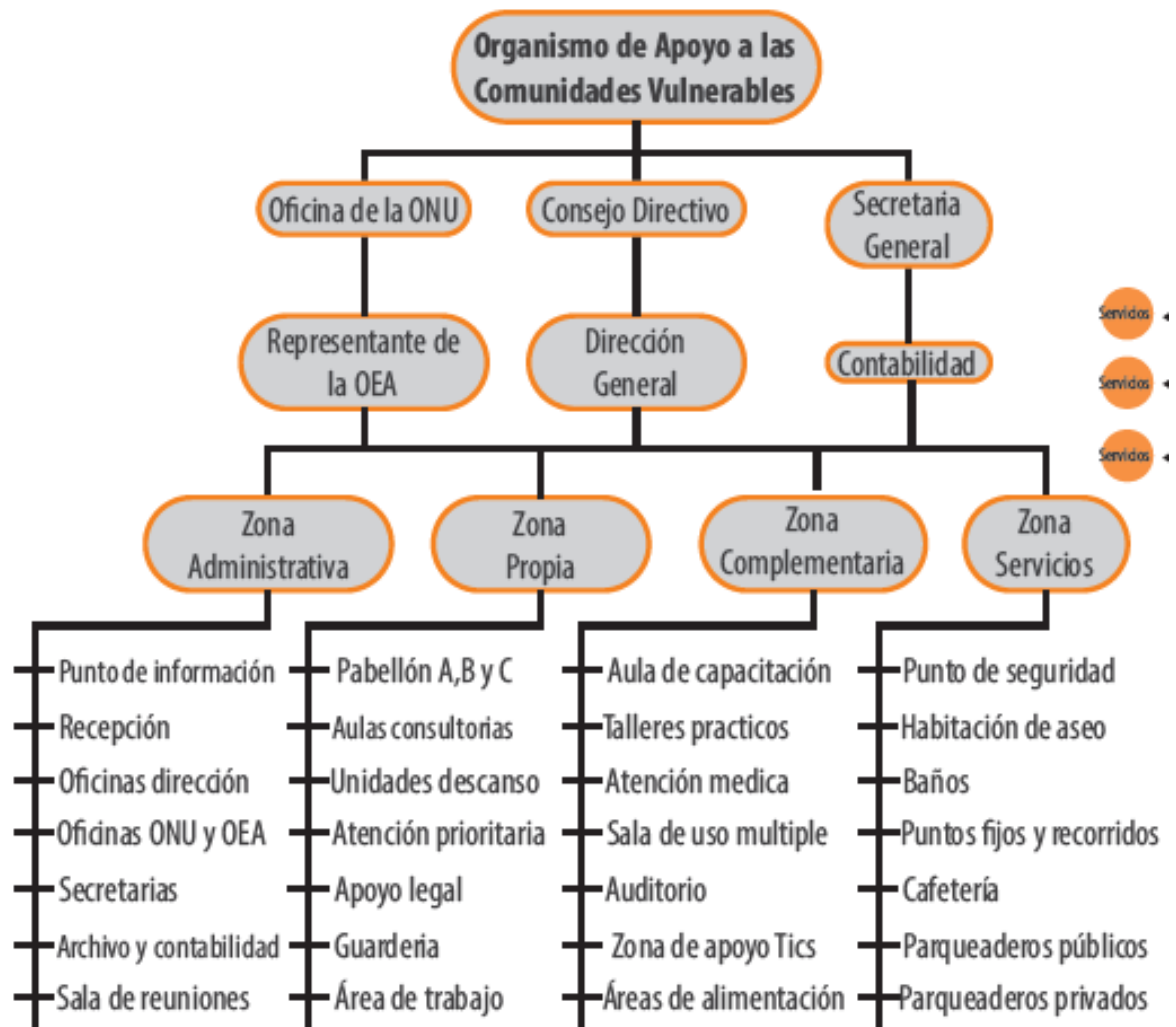 Organismo de Apoyo a las
Comunidades Vulnerables
Oficina de la ONU
Consejo Directivo
Secretaria
General
Representante de
la OEA
Dirección
General
Contabilidad
Servidos
Servidos
Servidos
Zona
Administrativa
Zona
Propia
Zona
Complementaria
Zona
Servicios
Punto de información
Recepción
Oficinas dirección
Oficinas ONU y OEA
Secretarias
Archivo y contabilidad
Sala de reuniones
Pabellón A,B y C
Aulas consultorias
Unidades descanso
Atención prioritaria
Apoyo legal
Guarderia
Área de trabajo
Aula de capacitación
Talleres practicos
Atención medica
Sala de uso multiple
Auditorio
Zona de apoyo Tics
Áreas de alimentación
Punto de seguridad
Habitación de aseo
Baños
Puntos fijos y recorridos
Cafetería
Parqueaderos públicos
Parqueaderos privados